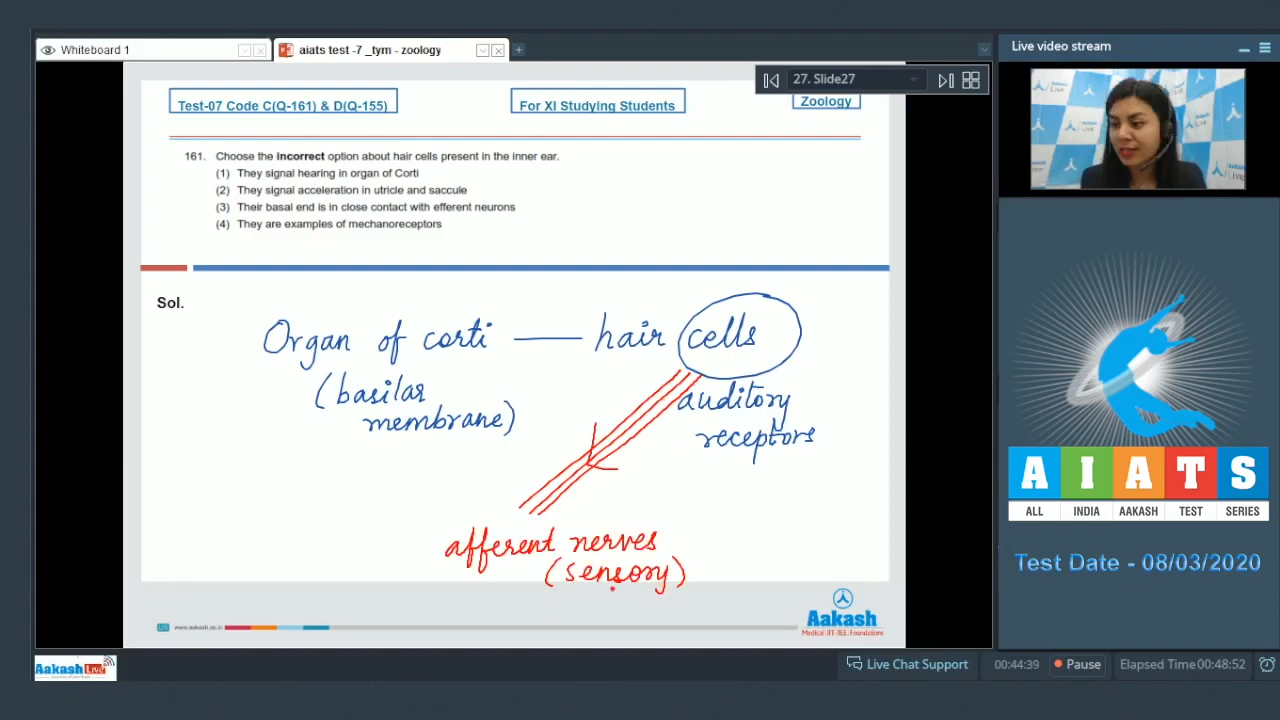 Whiteboard 1
aiats test -7 _tym - zoology
Live video stream
27. Slide27
Test-07 Code C(Q-161) & D(Q-155)
For XI Studying Students
Zoology
161. Choose the incorrect option about hair cells present in the inner ear.
(1) They signal hearing in organ of Corti
(2) They signal acceleration in utricle and saccule
(3) Their basal end is in close contact with efferent neurons
(4) They are examples of mechanoreceptors
Sol.
Organ of corti — hair cells
(basilar
membrane)
auditory
receptors
afferent nerves
(sensory)
www.aakash.ac.in
Aakash
Medical|IIT-JEE|Foundations
A I A T S
ALL INDIA AAKASH TEST SERIES
Test Date - 08/03/2020
Aakash Live
Live Chat Support
00:44:39
Pause
Elapsed Time 00:48:52